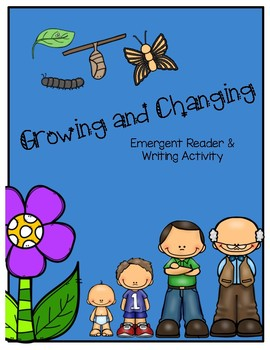 Growing and Changing
Emergent Reader &
Writing Activity
1